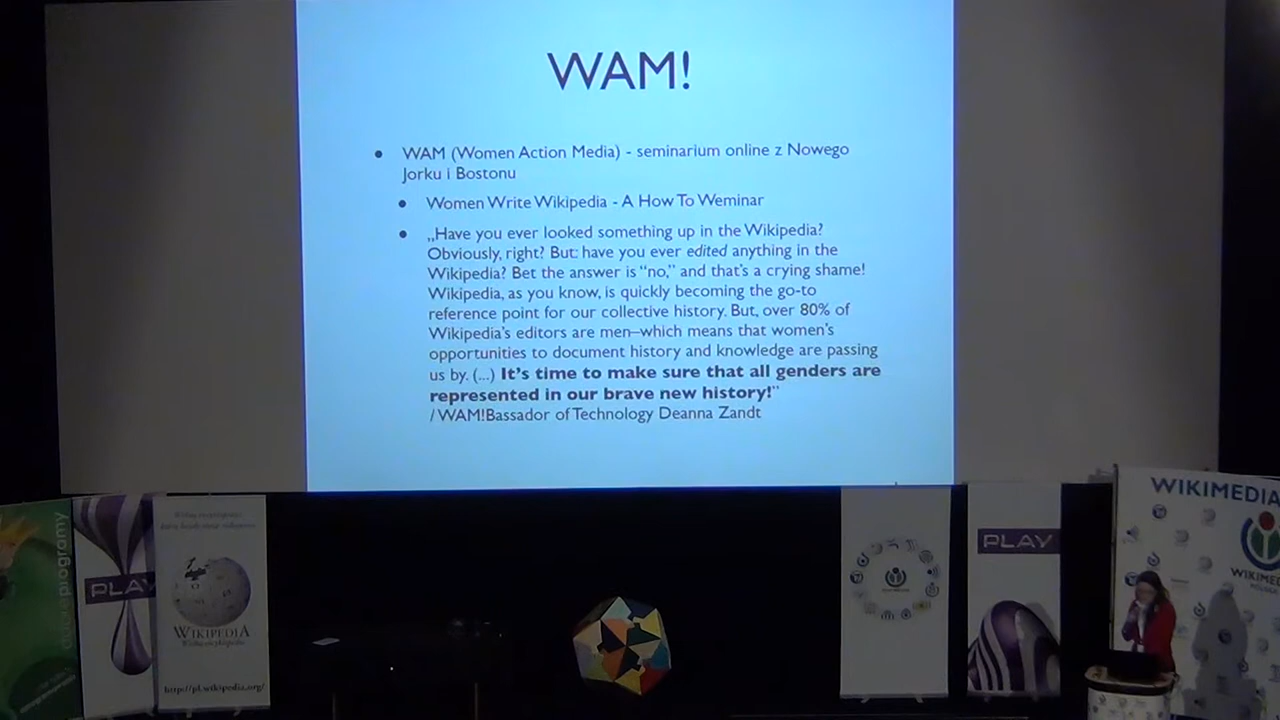 WAM!
• WAM (Women Action Media) - seminarium online z Nowego
Jorku i Bostonu
• Women Write Wikipedia - A How To Weminar
• „Have you ever looked something up in the Wikipedia?
Obviously, right? But: have you ever edited anything in the
Wikipedia? Bet the answer is “no,” and that’s a crying shame!
Wikipedia, as you know, is quickly becoming the go-to
reference point for our collective history. But, over 80% of
Wikipedia’s editors are men—which means that women’s
opportunities to document history and knowledge are passing
us by. (...) It’s time to make sure that all genders are
represented in our brave new history!”
/ WAM!Bassador of Technology Deanna Zandt
programy
PLAY
WIKIPEDIA
http://pl.wikipedia.org/
PLAY
WIKIMEDIA
WIKIME